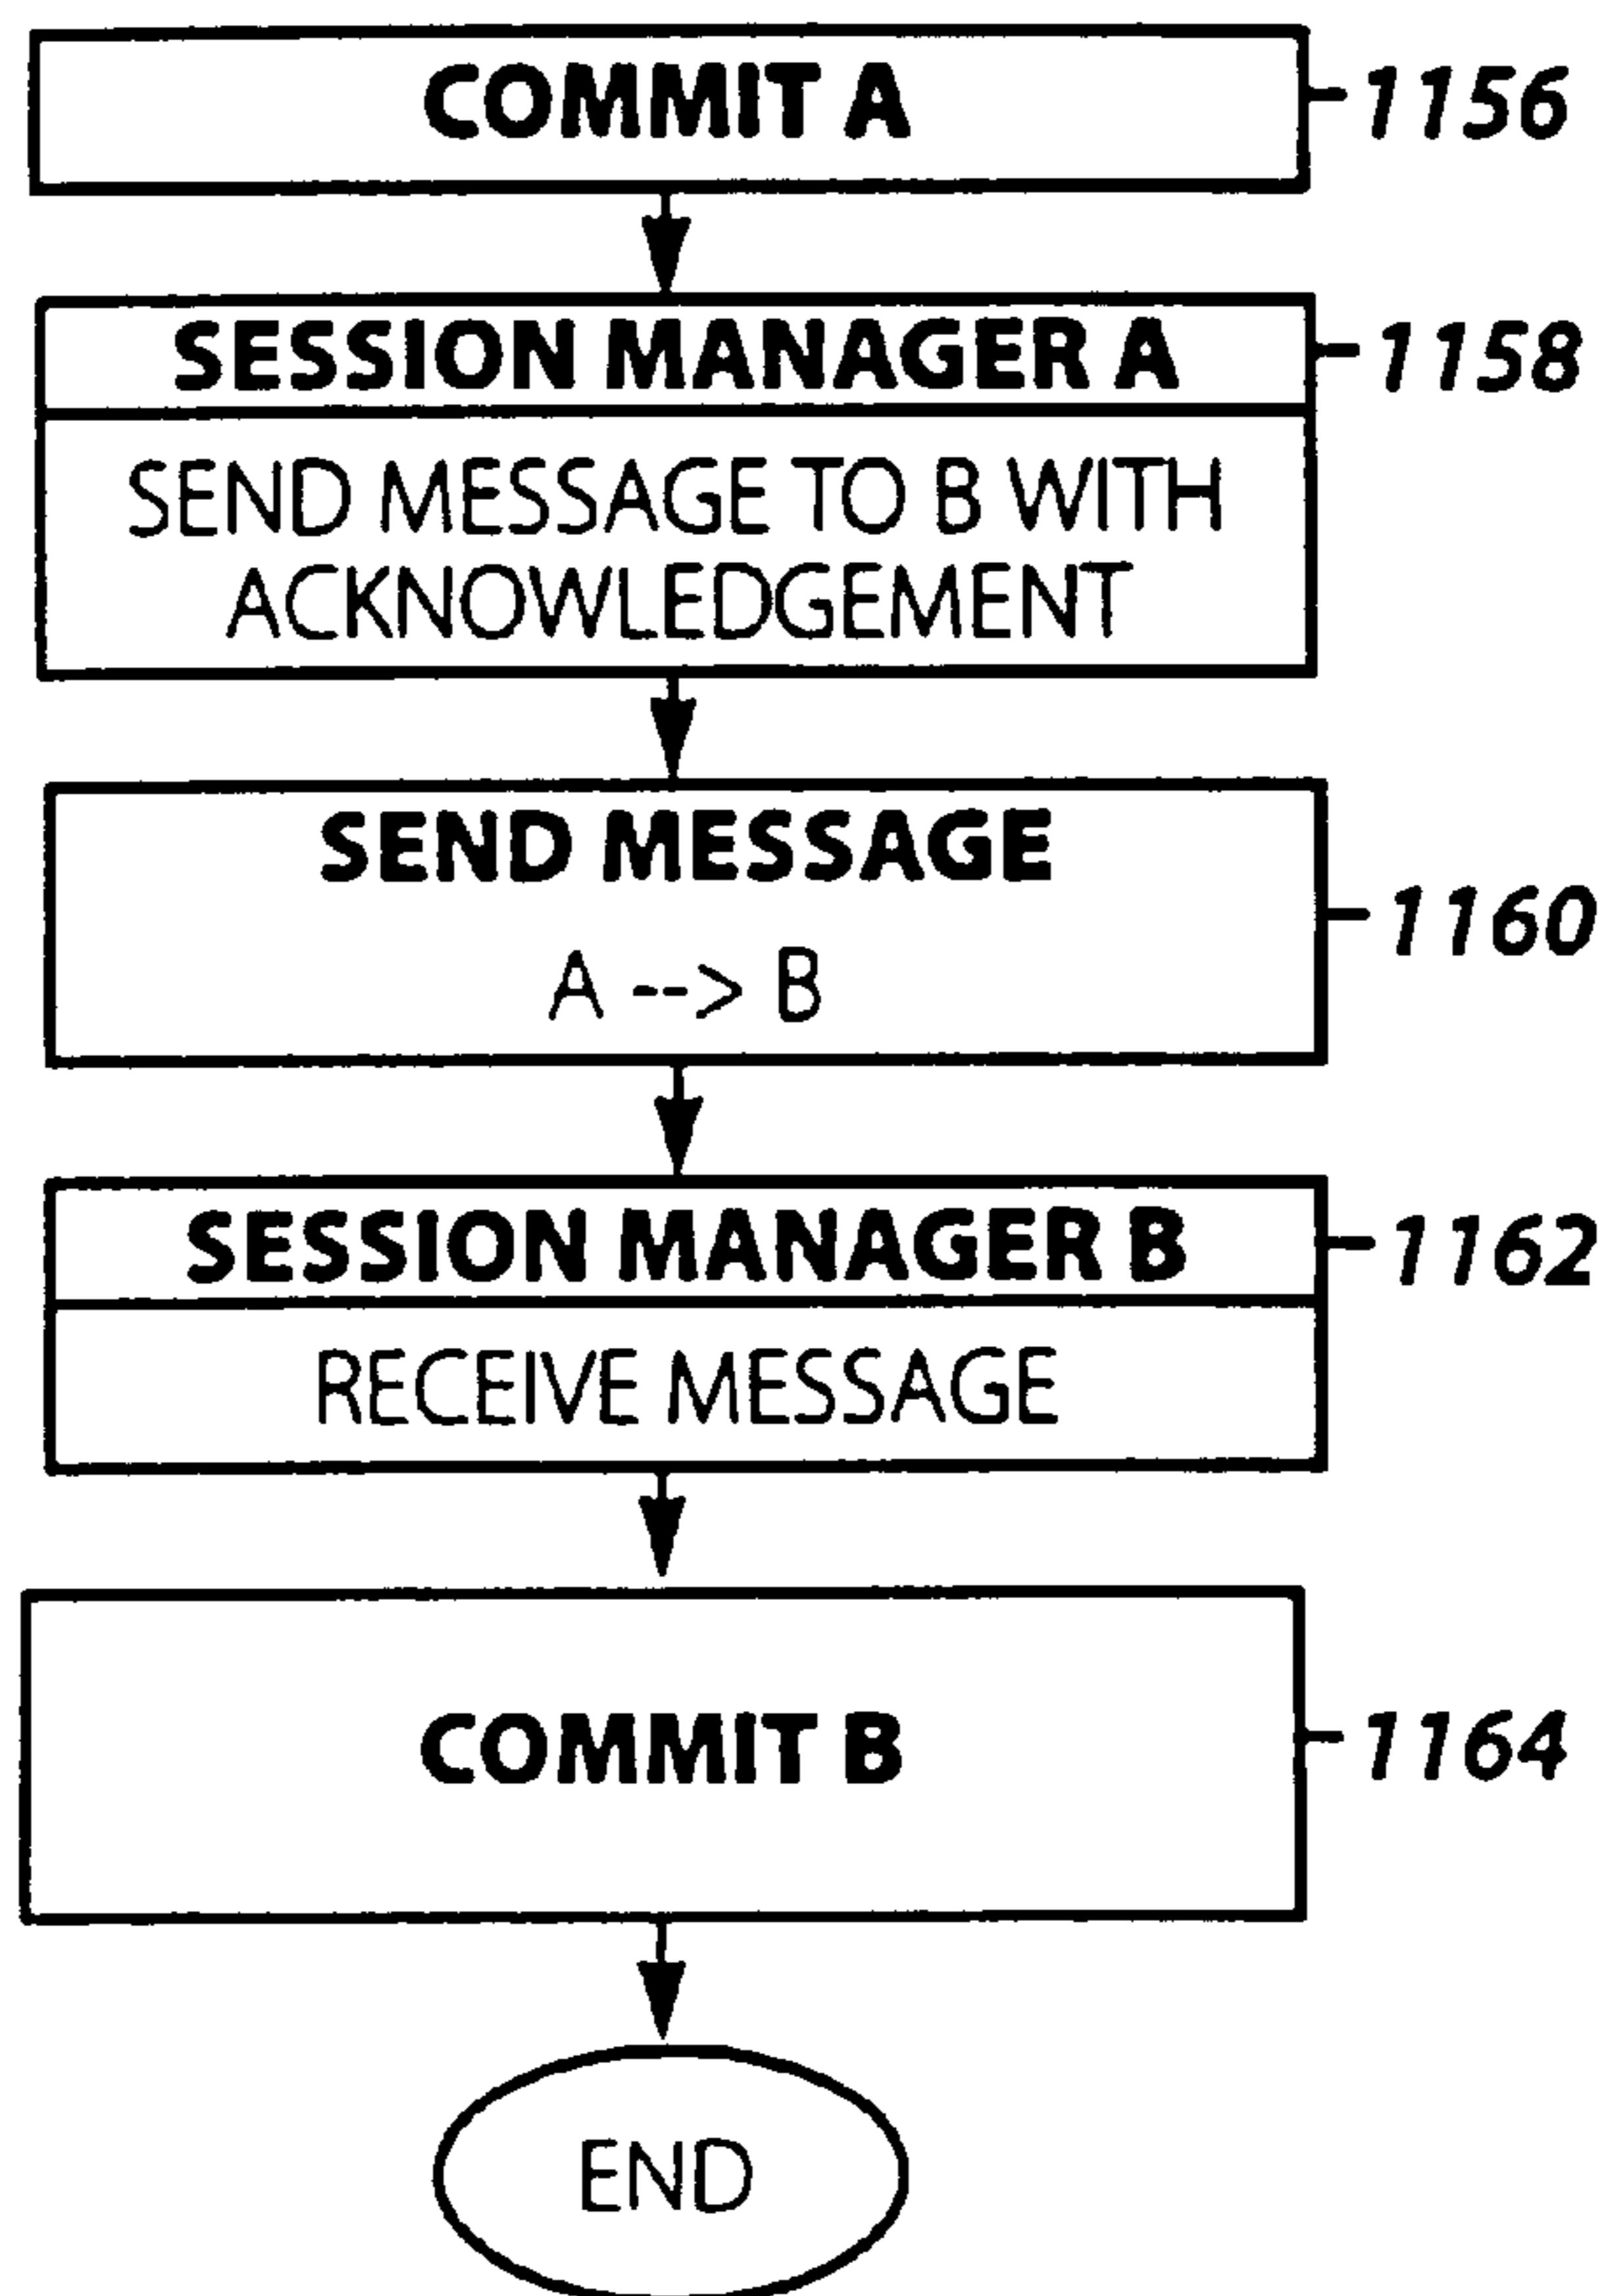 COMMIT A
1156
SESSION MANAGER A
1158
SEND MESSAGE TO B WITH
ACKNOWLEDGEMENT
SEND MESSAGE
1160
A --> B
SESSION MANAGER B
1162
RECEIVE MESSAGE
COMMIT B
1164
END